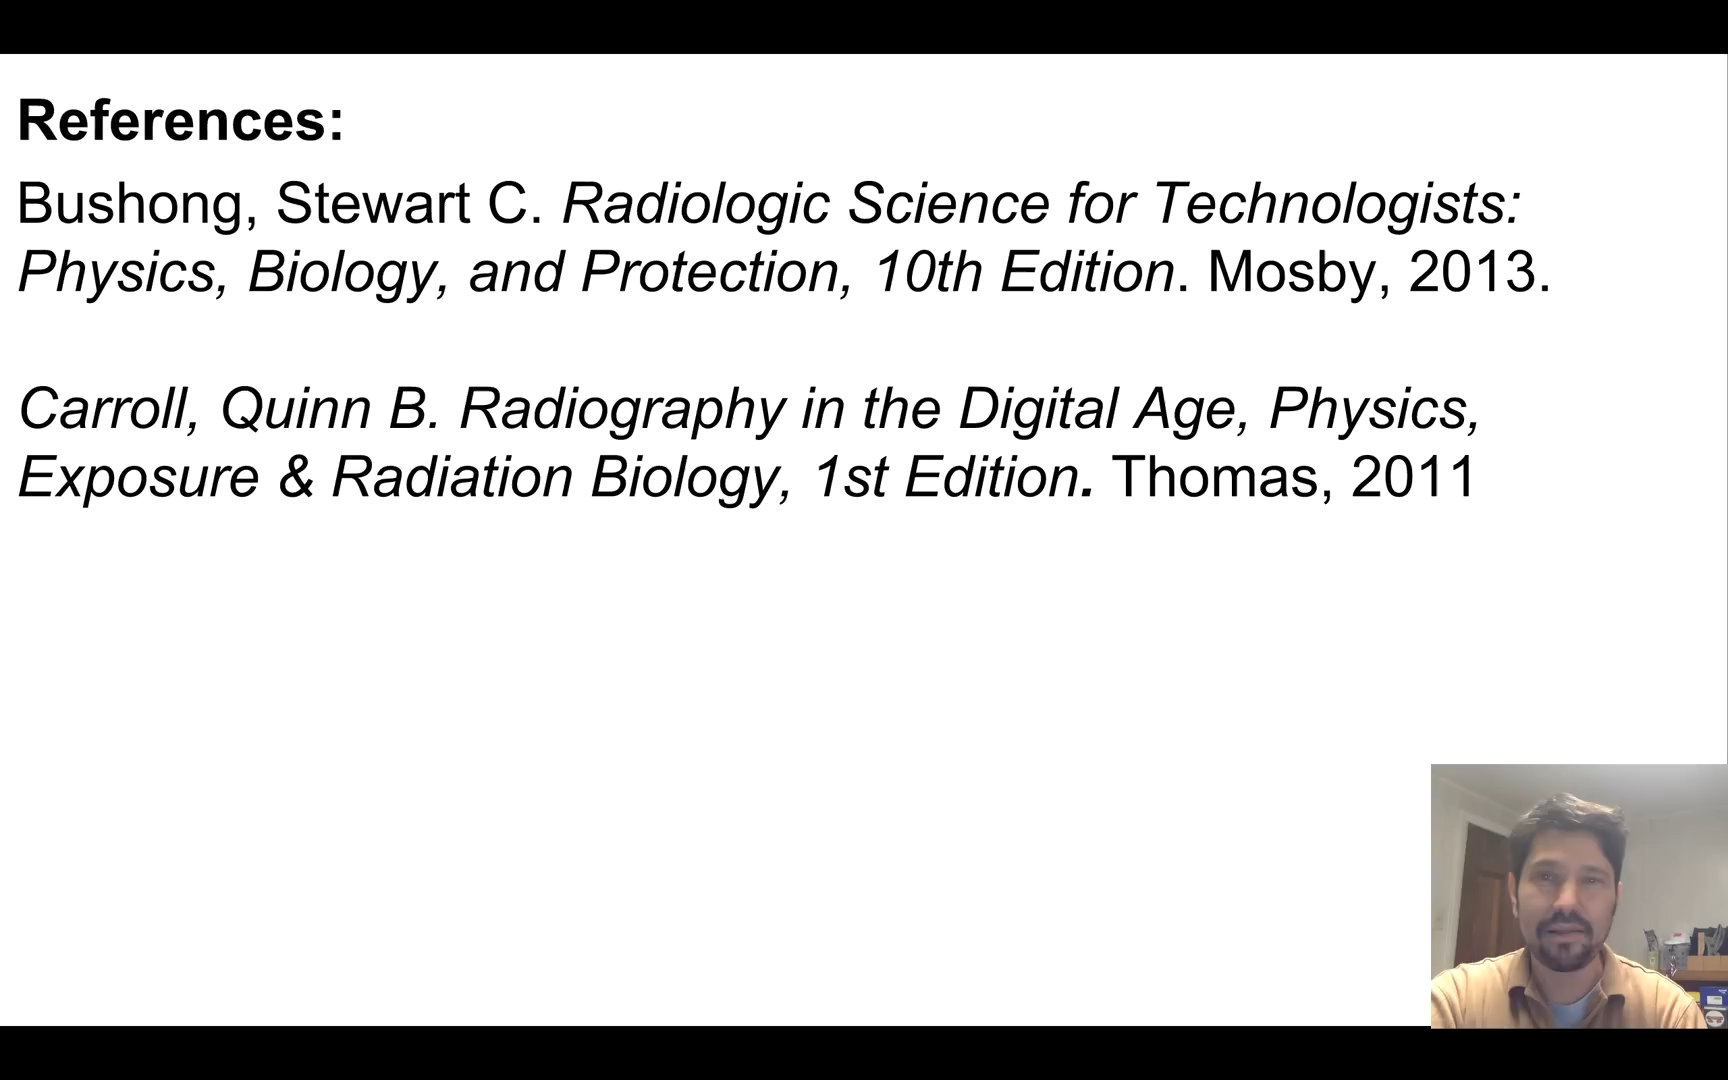 References:
Bushong, Stewart C. Radiologic Science for Technologists:
Physics, Biology, and Protection, 10th Edition. Mosby, 2013.
Carroll, Quinn B. Radiography in the Digital Age, Physics,
Exposure & Radiation Biology, 1st Edition. Thomas, 2011